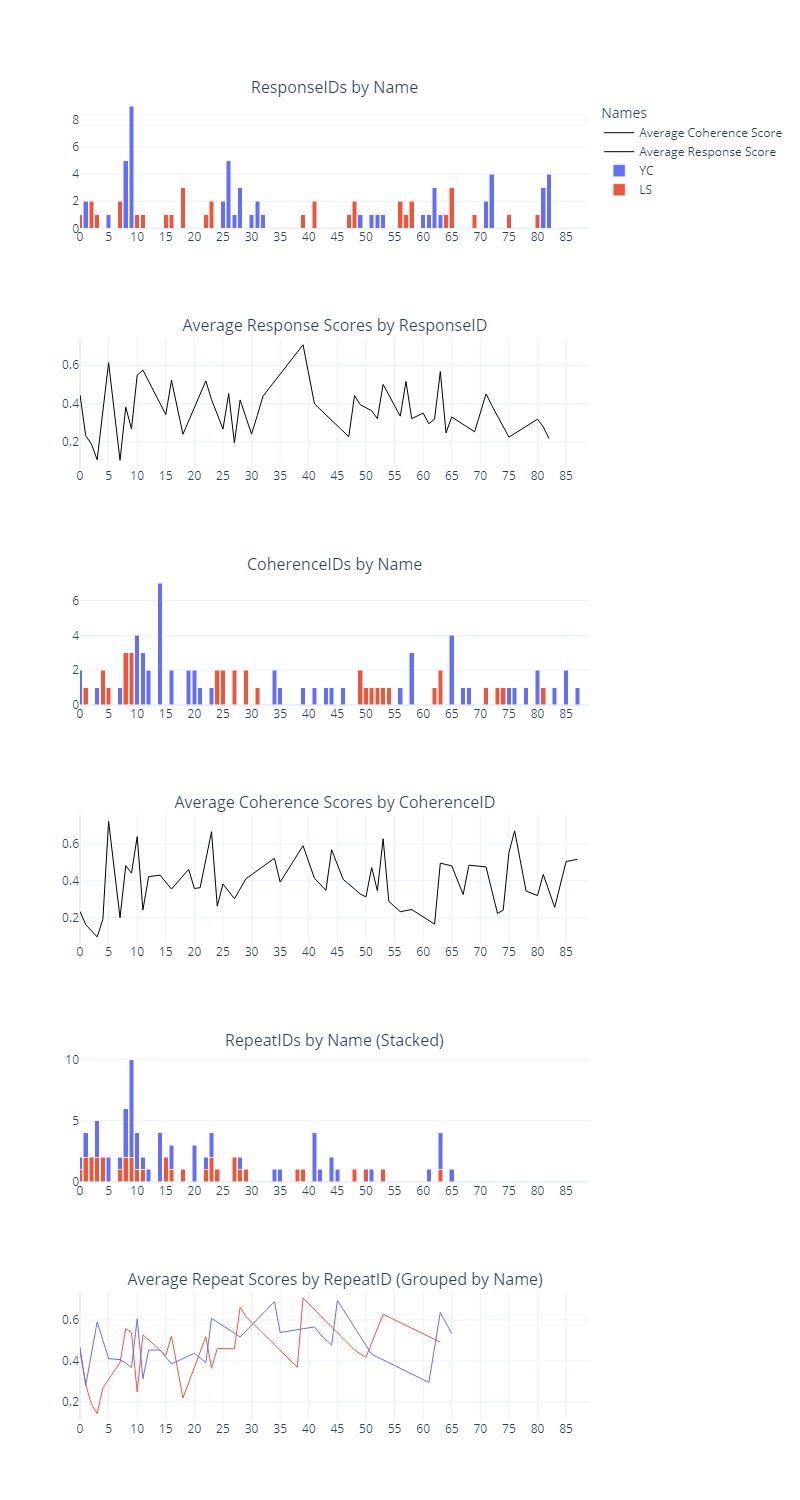 ResponseIDs by Name
8
6
4
2
0
0 5 10 15 20 25 30 35 40 45 50 55 60 65 70 75 80 85
Names
Average Coherence Score
Average Response Score
YC
LS
Average Response Scores by ResponseID
0.6
0.4
0.2
0 5 10 15 20 25 30 35 40 45 50 55 60 65 70 75 80 85
CoherenceIDs by Name
6
4
2
0
0 5 10 15 20 25 30 35 40 45 50 55 60 65 70 75 80 85
Average Coherence Scores by CoherenceID
0.6
0.4
0.2
0 5 10 15 20 25 30 35 40 45 50 55 60 65 70 75 80 85
RepeatIDs by Name (Stacked)
10
5
0
0 5 10 15 20 25 30 35 40 45 50 55 60 65 70 75 80 85
Average Repeat Scores by RepeatID (Grouped by Name)
0.6
0.4
0.2
0 5 10 15 20 25 30 35 40 45 50 55 60 65 70 75 80 85